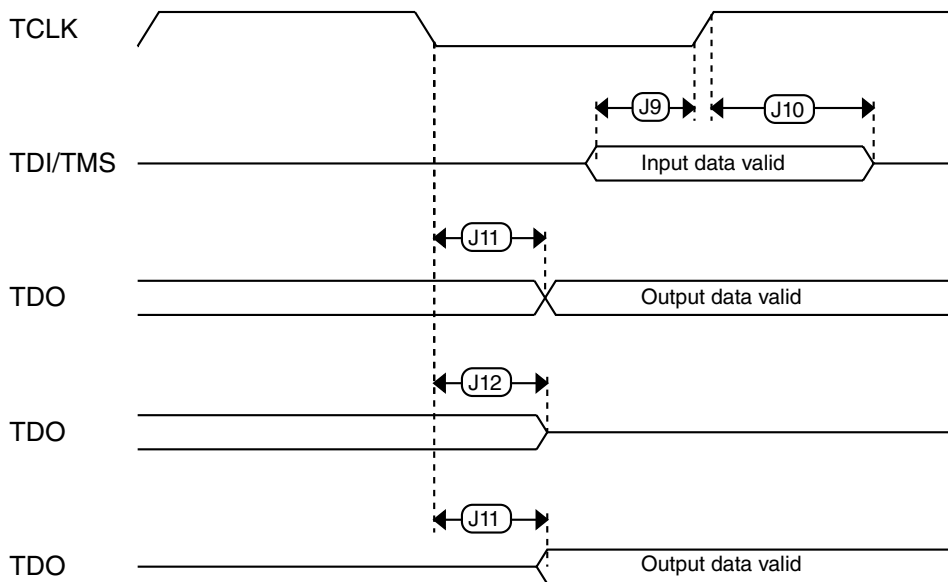 TCLK
J9
J10
TDI/TMS
Input data valid
J11
TDO
Output data valid
J12
TDO
J11
TDO
Output data valid